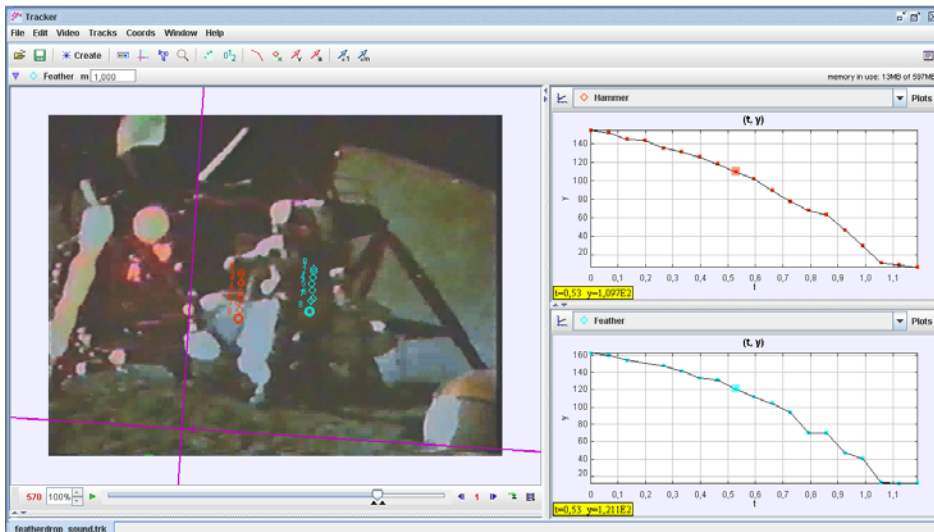 Tracker
File Edit Video Tracks Coords Window Help
Create
Feather m 1,000
memory in use: 13MB of 597MB
Hammer
Plots
(t, y)
140
120
100
80
60
40
20
y
0 0,1 0,2 0,3 0,4 0,5 0,6 0,7 0,8 0,9 1,0 1,1
t
t=0,53 y=1,097E2
Feather
Plots
(t, y)
160
140
120
100
80
60
40
20
y
0 0,1 0,2 0,3 0,4 0,5 0,6 0,7 0,8 0,9 1,0 1,1
t
t=0,53 y=1,211E2
570 100% 1
featherdrop_sound.trk